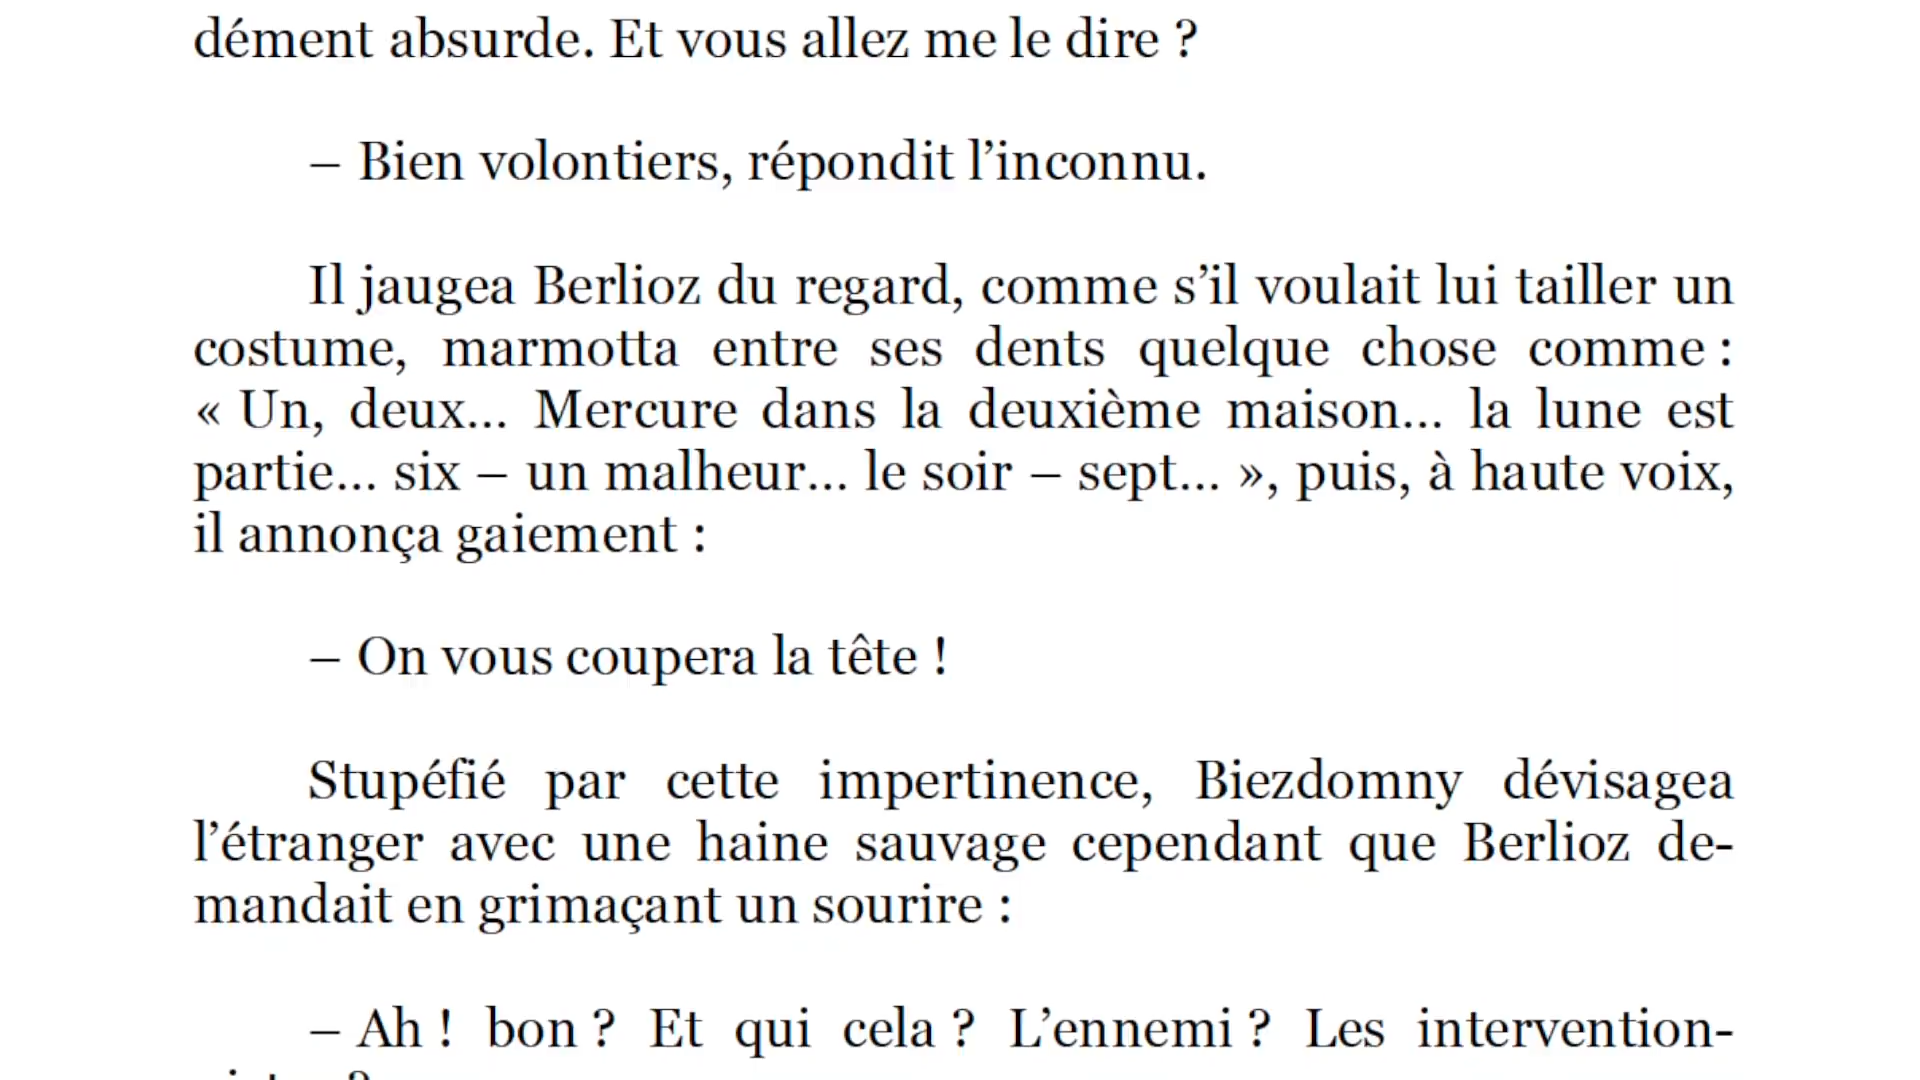 dément absurde. Et vous allez me le dire ?
– Bien volontiers, répondit l’inconnu.
Il jaugea Berlioz du regard, comme s’il voulait lui tailler un
costume, marmotta entre ses dents quelque chose comme :
« Un, deux… Mercure dans la deuxième maison… la lune est
partie… six – un malheur… le soir – sept… », puis, à haute voix,
il annonça gaiement :
– On vous coupera la tête !
Stupéfié par cette impertinence, Biezdomny dévisagea
l’étranger avec une haine sauvage cependant que Berlioz de-
mandait en grimaçant un sourire :
– Ah ! bon ? Et qui cela ? L’ennemi ? Les intervention-